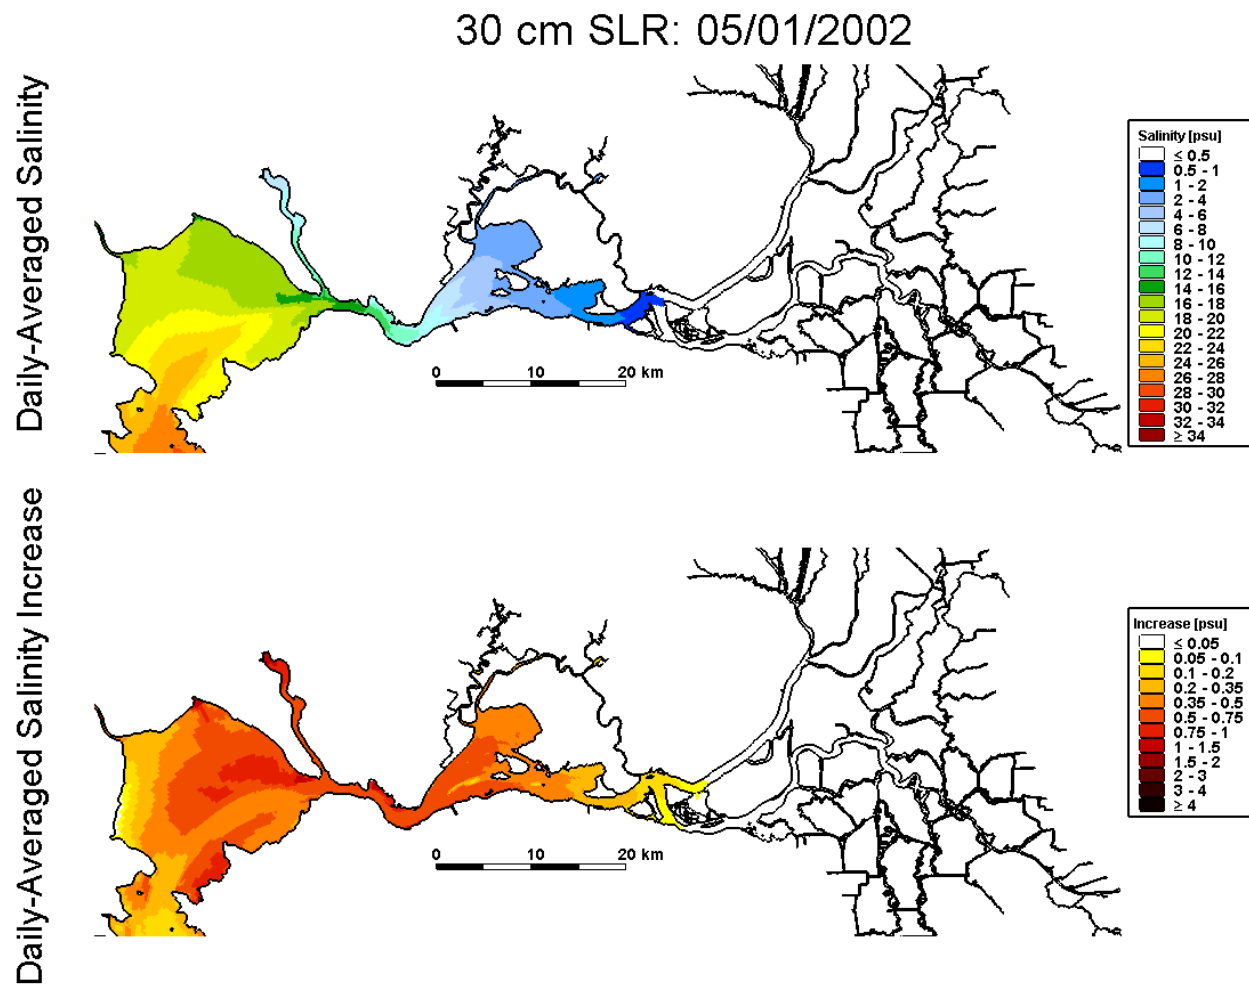 30 cm SLR: 05/01/2002
Daily-Averaged Salinity
Salinity [psu]
≤ 0.5
0.5 - 1
1 - 2
2 - 4
4 - 6
6 - 8
8 - 10
10 - 12
12 - 14
14 - 16
16 - 18
18 - 20
20 - 22
22 - 24
24 - 26
26 - 28
28 - 30
30 - 32
32 - 34
≥ 34
0 10 20 km
Daily-Averaged Salinity Increase
Increase [psu]
≤ 0.05
0.05 - 0.1
0.1 - 0.2
0.2 - 0.35
0.35 - 0.5
0.5 - 0.75
0.75 - 1
1 - 1.5
1.5 - 2
2 - 3
3 - 4
≥ 4
0 10 20 km